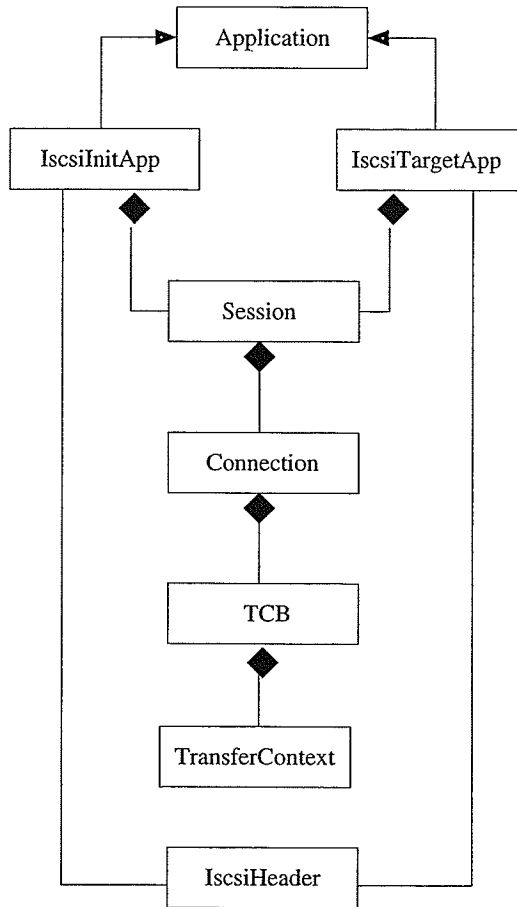 Application
IscsiInitApp
IscsiTargetApp
Session
Connection
TCB
TransferContext
IscsiHeader